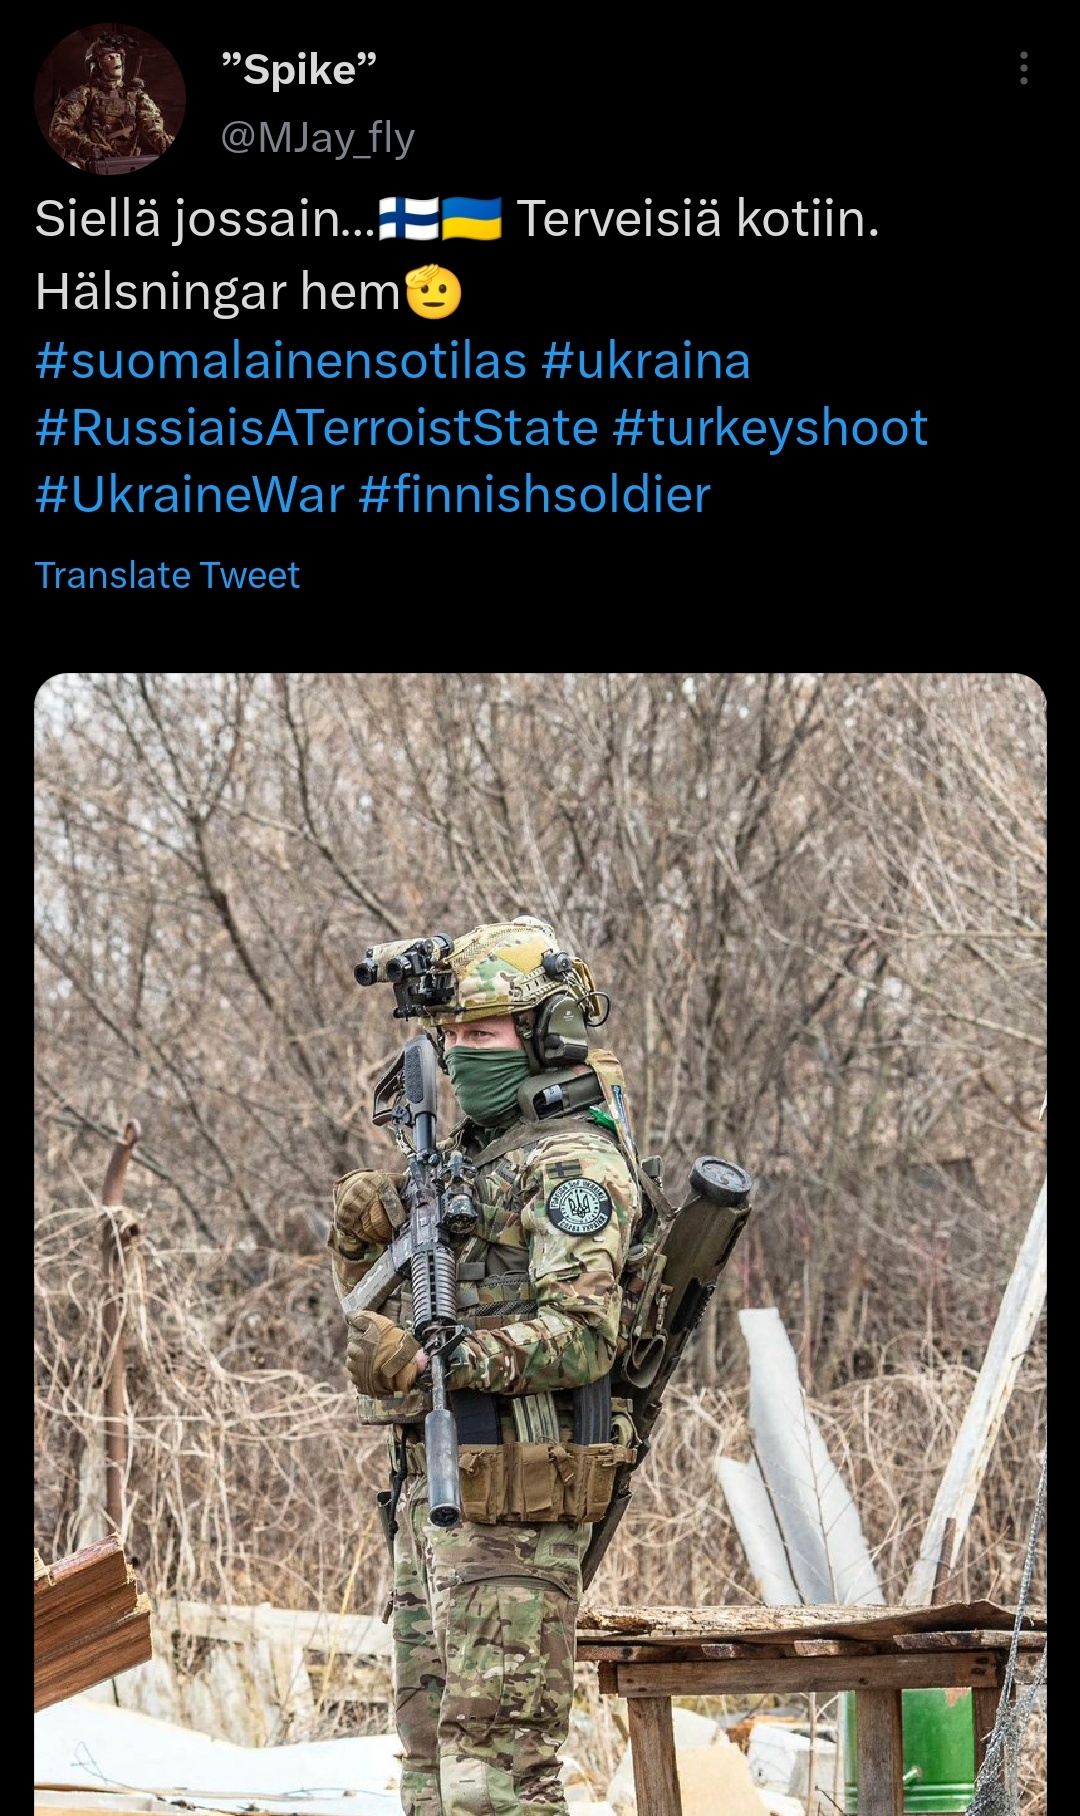 ”Spike”
@MJay_fly
Siellä jossain...🇫🇮🇺🇦 Terveisiä kotiin.
Hälsningar hem🫡
#suomalainensotilas #ukraina
#RussiaisATerroistState #turkeyshoot
#UkraineWar #finnishsoldier
Translate Tweet